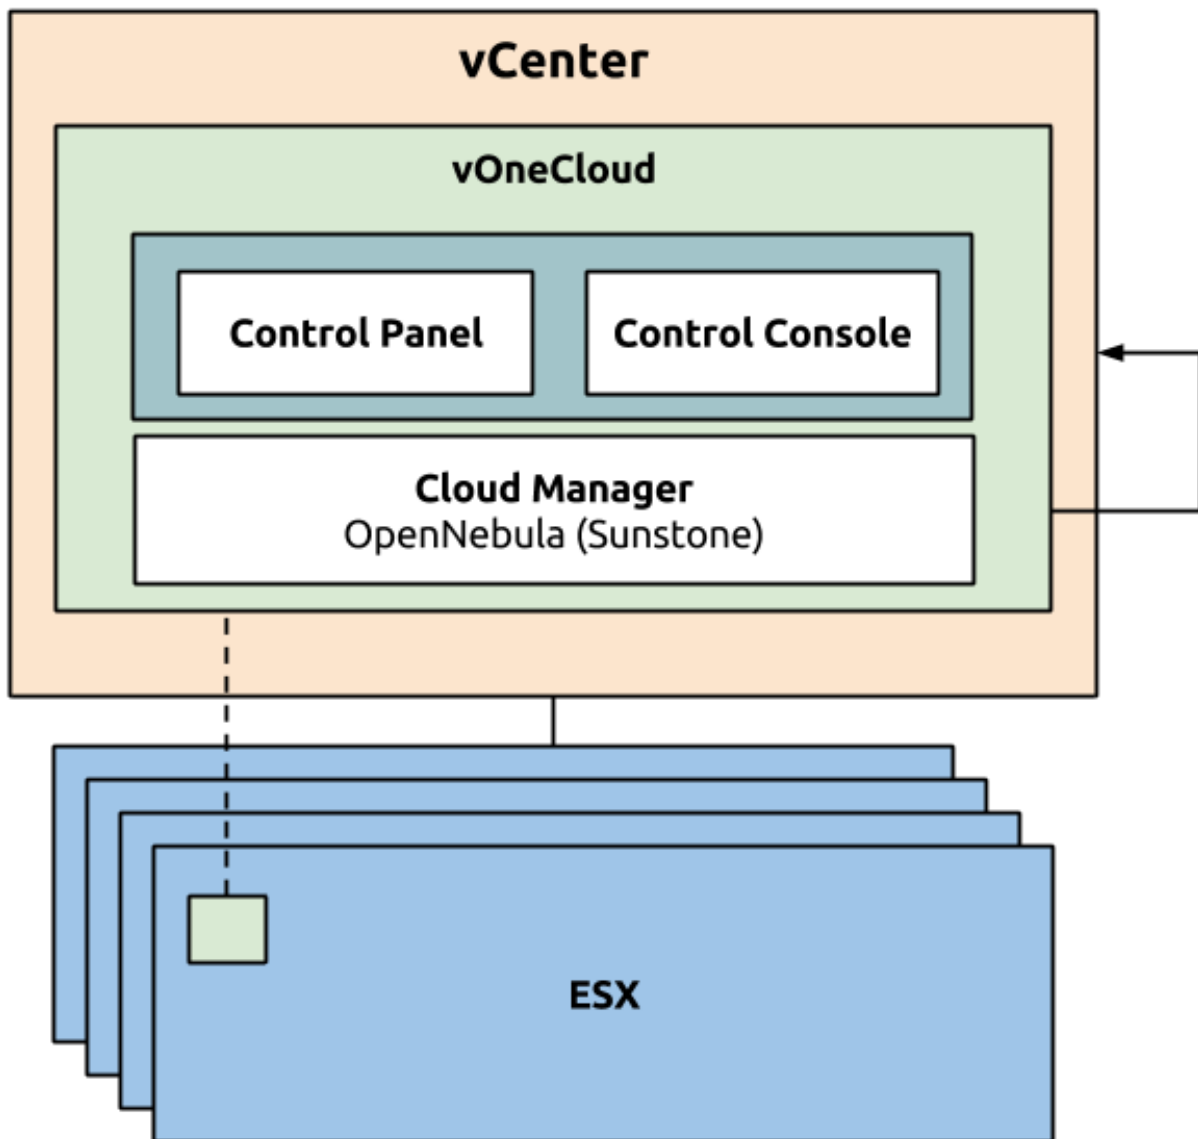 vCenter
vOneCloud
Control Panel
Control Console
Cloud Manager
OpenNebula (Sunstone)
ESX